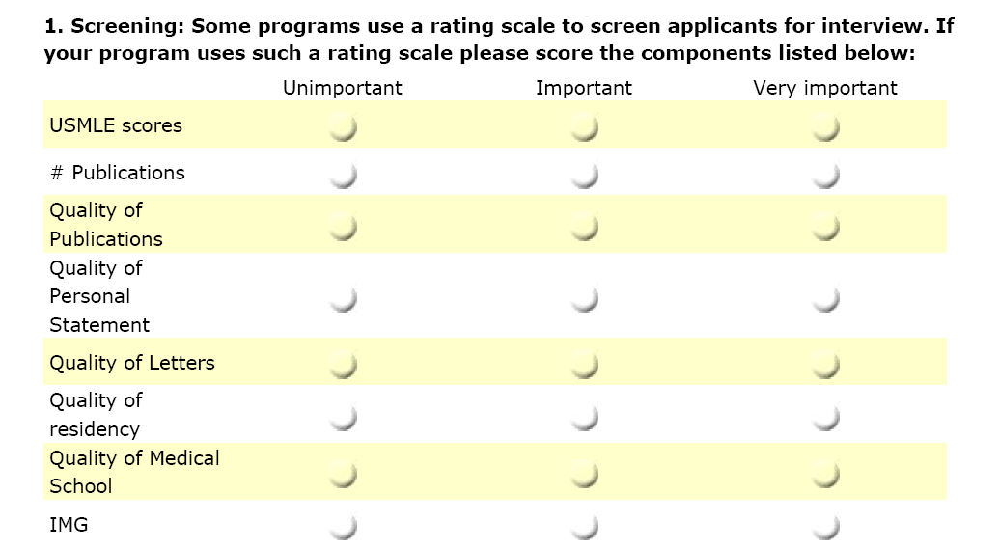 1. Screening: Some programs use a rating scale to screen applicants for interview. If
your program uses such a rating scale please score the components listed below:
Unimportant Important Very important
USMLE scores
# Publications
Quality of
Publications
Quality of
Personal
Statement
Quality of Letters
Quality of
residency
Quality of Medical
School
IMG